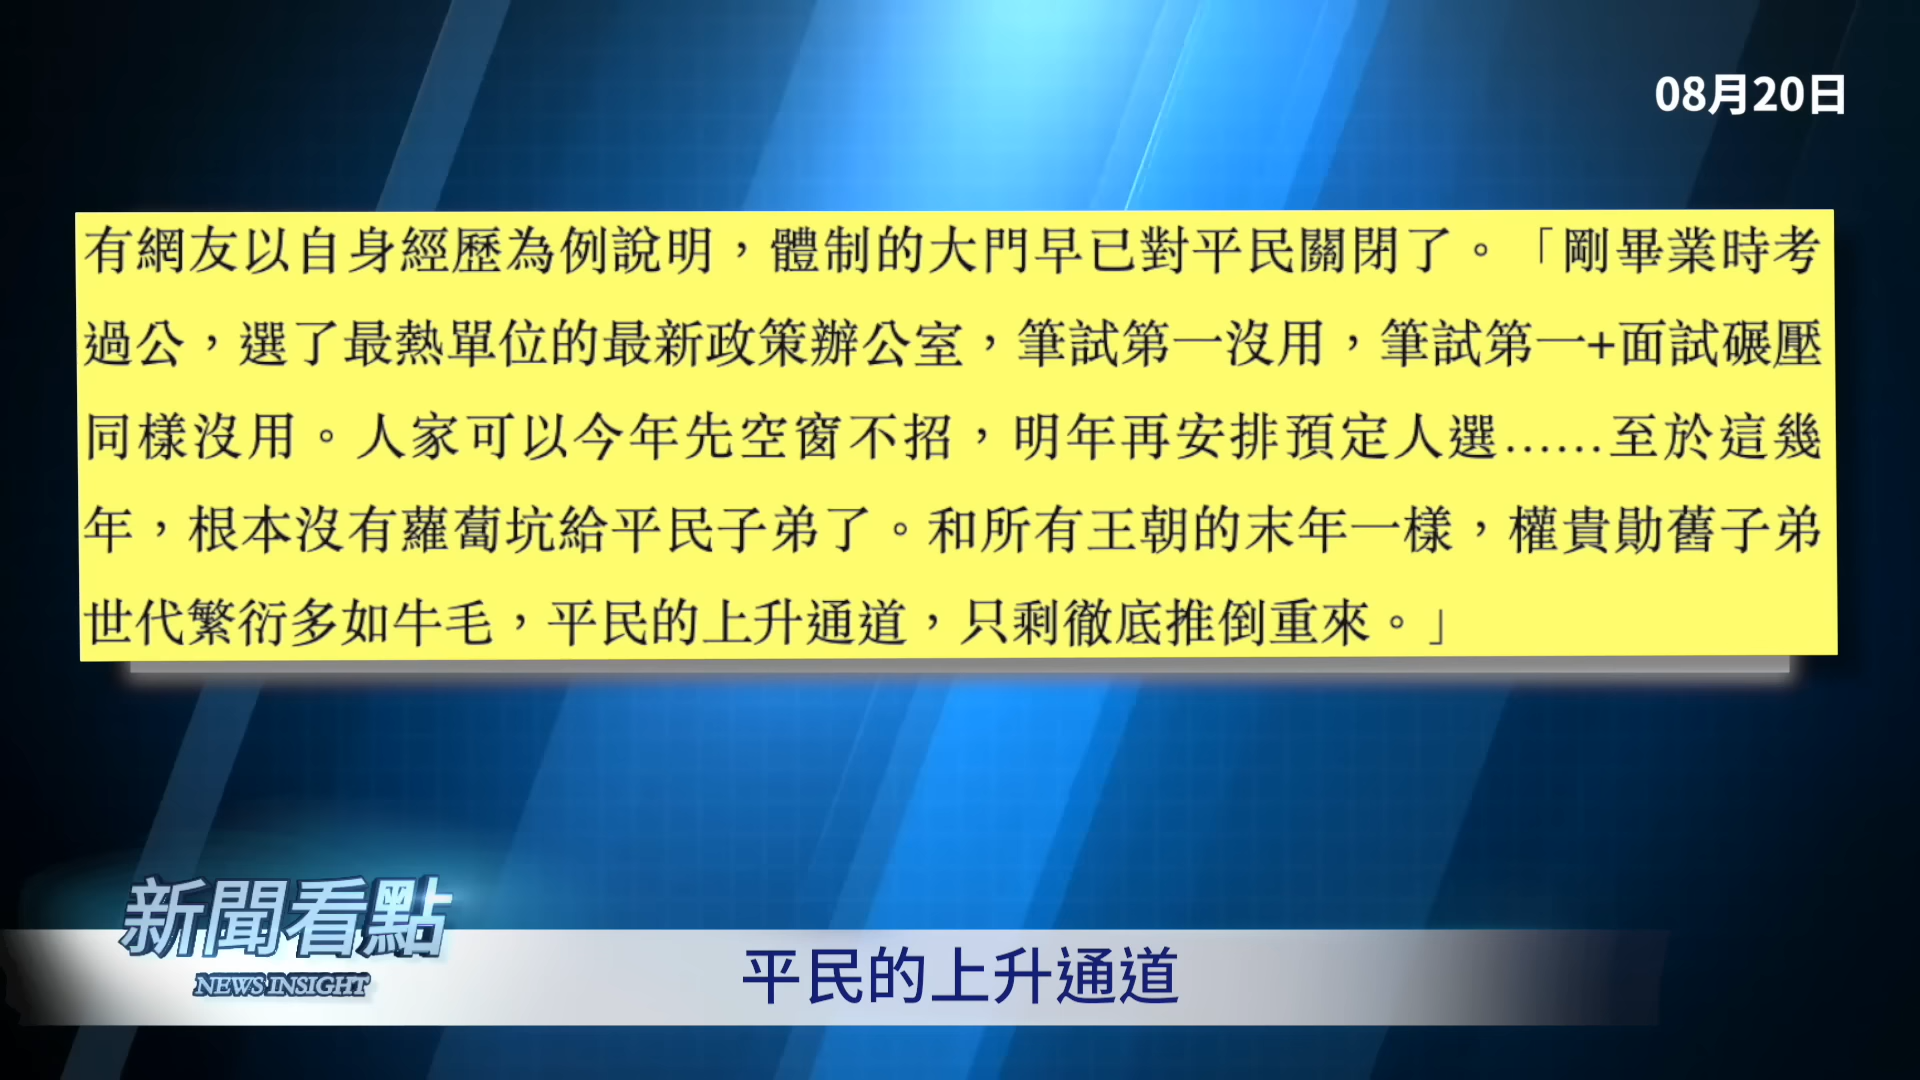 08月20日
有網友以自身經歷為例說明，體制的大門早已對平民關閉了。「剛畢業時考
過公，選了最熱單位的最新政策辦公室，筆試第一沒用，筆試第一+面試碾壓
同樣沒用。人家可以今年先空窗不招，明年再安排預定人選……至於這幾
年，根本沒有蘿蔔坑給平民子弟了。和所有王朝的末年一樣，權貴勛舊子弟
世代繁衍多如牛毛，平民的上升通道，只剩徹底推倒重來。」
新聞看點
NEWS INSIGHT
平民的上升通道